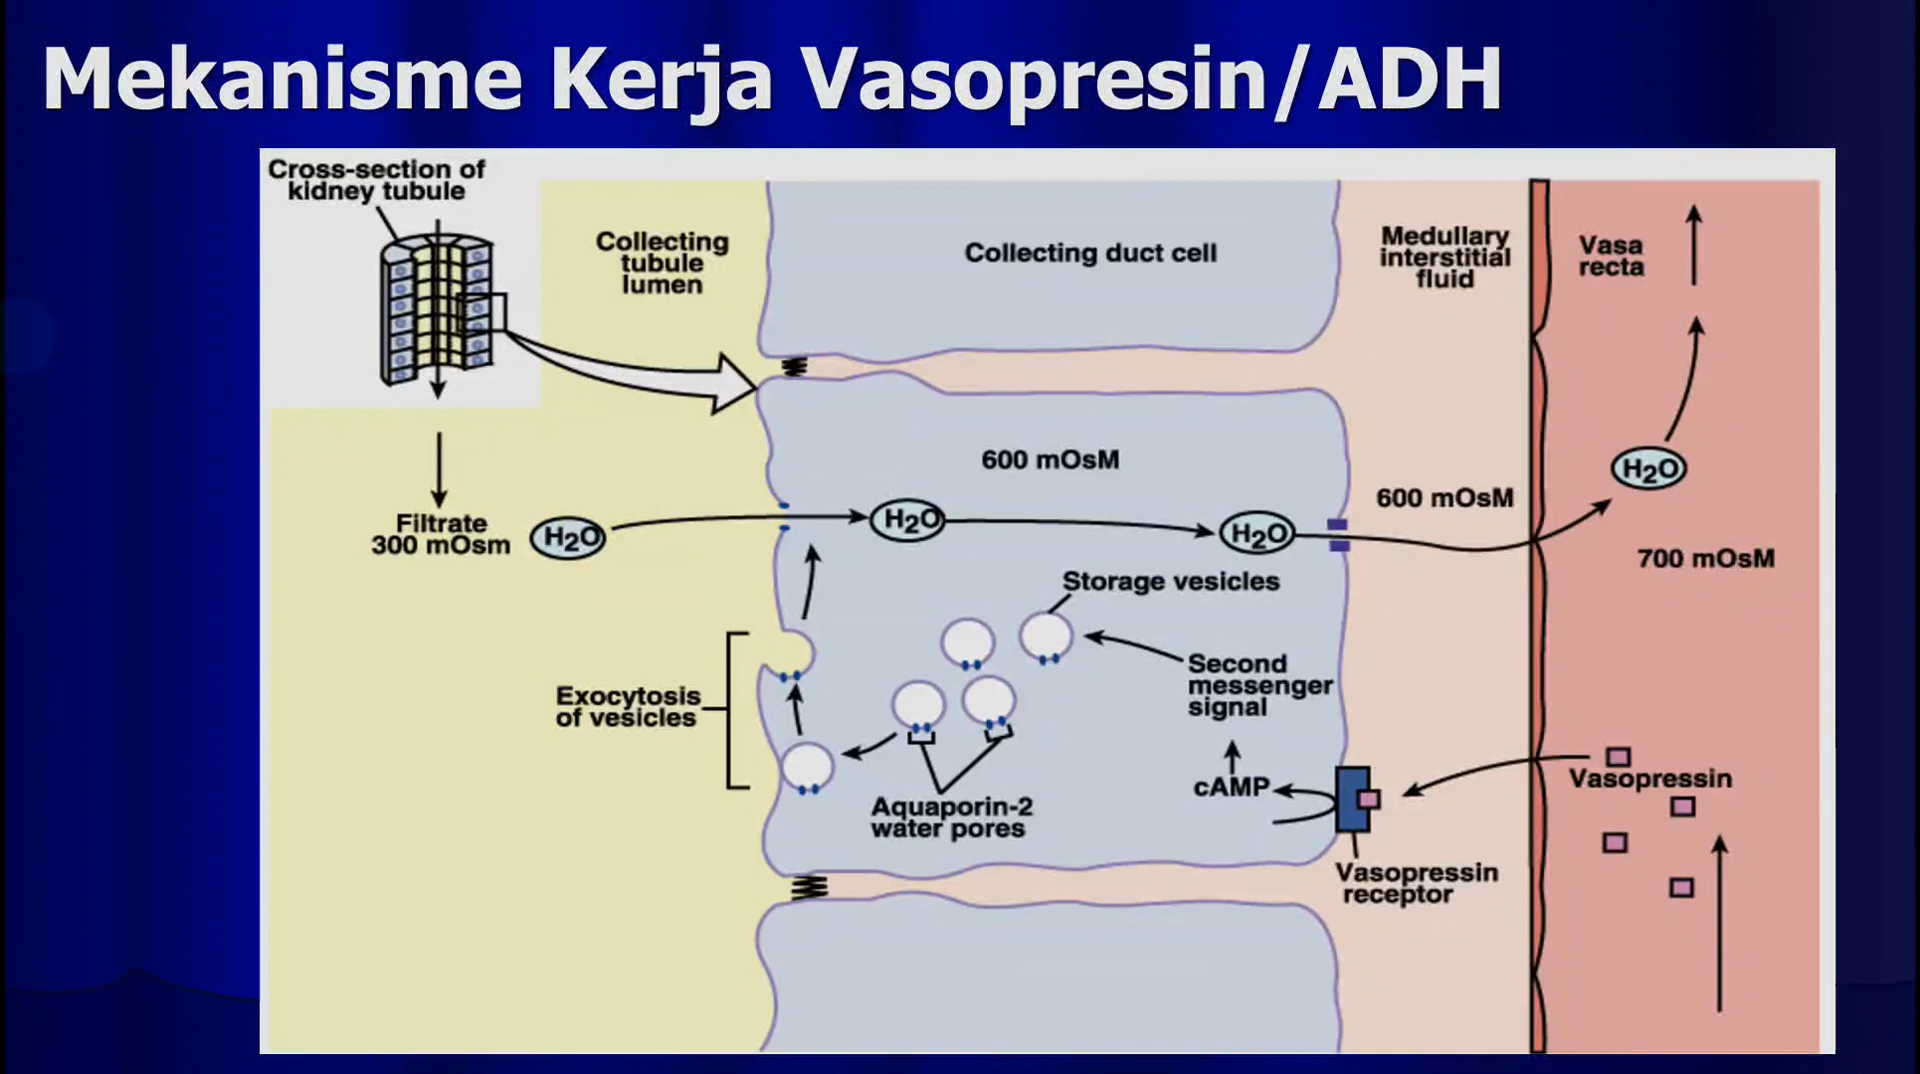 Mekanisme Kerja Vasopresin/ADH
Cross-section of
kidney tubule
Collecting
tubule
lumen
Collecting duct cell
Medullary
interstitial
fluid
Vasa
recta
600 mOsM
600 mOsM
H2O
Filtrate
300 mOsm
H2O
H2O
H2O
700 mOsM
Storage vesicles
Second
messenger
signal
Exocytosis
of vesicles
cAMP
Vasopressin
Aquaporin-2
water pores
Vasopressin
receptor